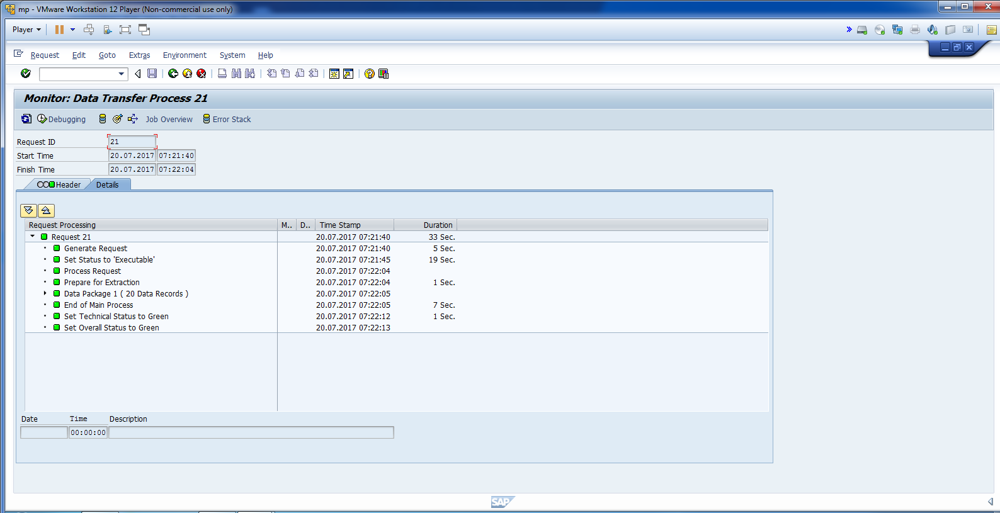 mp - VMware Workstation 12 Player (Non-commercial use only)
Player
Request Edit Goto Extras Environment System Help
Monitor: Data Transfer Process 21
Debugging Job Overview Error Stack
Request ID 21
Start Time 20.07.2017 07:21:40
Finish Time 20.07.2017 07:22:04
Header Details
Request Processing M.. D.. Time Stamp Duration
Request 21 20.07.2017 07:21:40 33 Sec.
Generate Request 20.07.2017 07:21:40 5 Sec.
Set Status to 'Executable' 20.07.2017 07:21:45 19 Sec.
Process Request 20.07.2017 07:22:04
Prepare for Extraction 20.07.2017 07:22:04 1 Sec.
Data Package 1 ( 20 Data Records ) 20.07.2017 07:22:05
End of Main Process 20.07.2017 07:22:05 7 Sec.
Set Technical Status to Green 20.07.2017 07:22:12 1 Sec.
Set Overall Status to Green 20.07.2017 07:22:13
Date Time Description
00:00:00
SAP